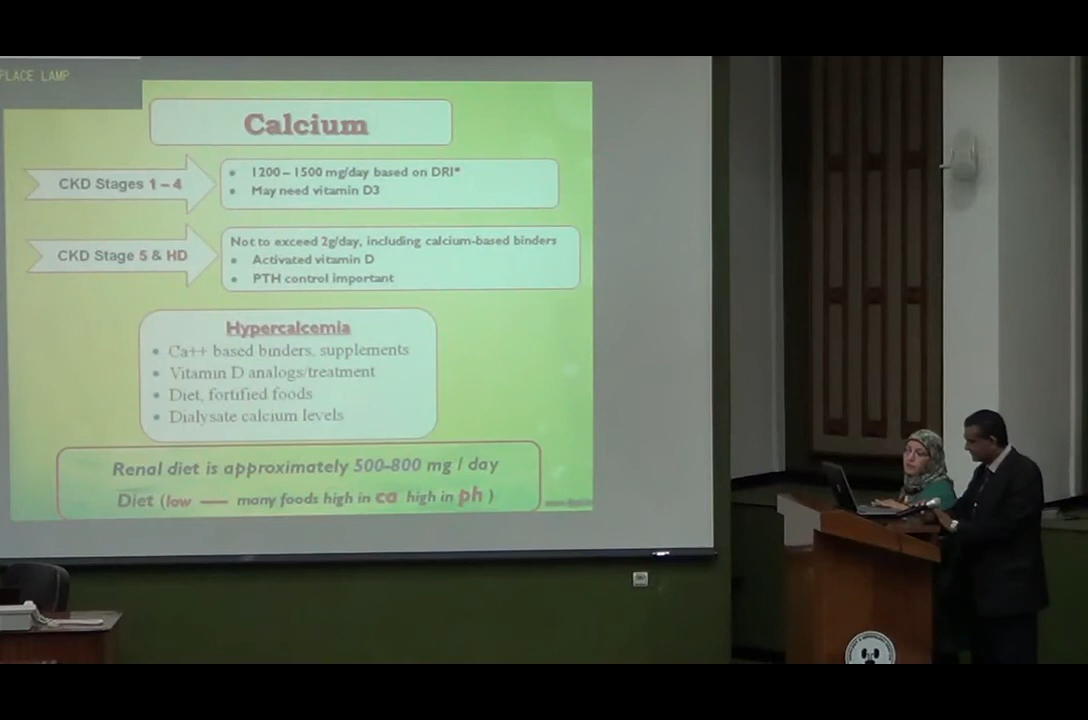 PLACE LAMP
Calcium
CKD Stages 1 – 4
• 1200 – 1500 mg/day based on DRI*
• May need vitamin D3
CKD Stage 5 & HD
Not to exceed 2g/day, including calcium-based binders
• Activated vitamin D
• PTH control important
Hypercalcemia
• Ca++ based binders, supplements
• Vitamin D analogs/treatment
• Diet, fortified foods
• Dialysate calcium levels
Renal diet is approximately 500-800 mg / day
Diet (low — many foods high in ca high in ph )